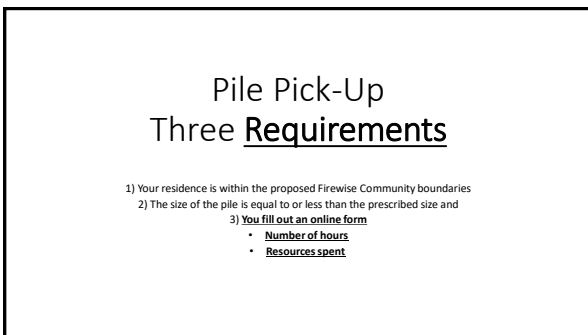 Pile Pick-Up
Three Requirements
1) Your residence is within the proposed Firewise Community boundaries
2) The size of the pile is equal to or less than the prescribed size and
3) You fill out an online form
• Number of hours
• Resources spent